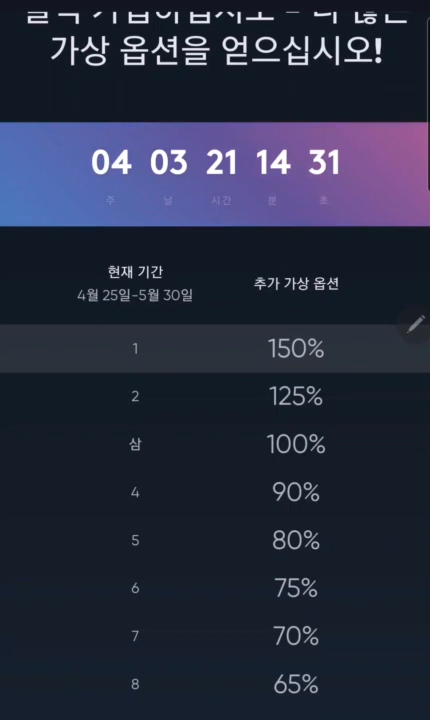 가상 옵션을 얻으십시오!
04 03 21 14 31
주 날 시간 분 초
현재 기간
4월 25일-5월 30일
추가 가상 옵션
1 150%
2 125%
삼 100%
4 90%
5 80%
6 75%
7 70%
8 65%